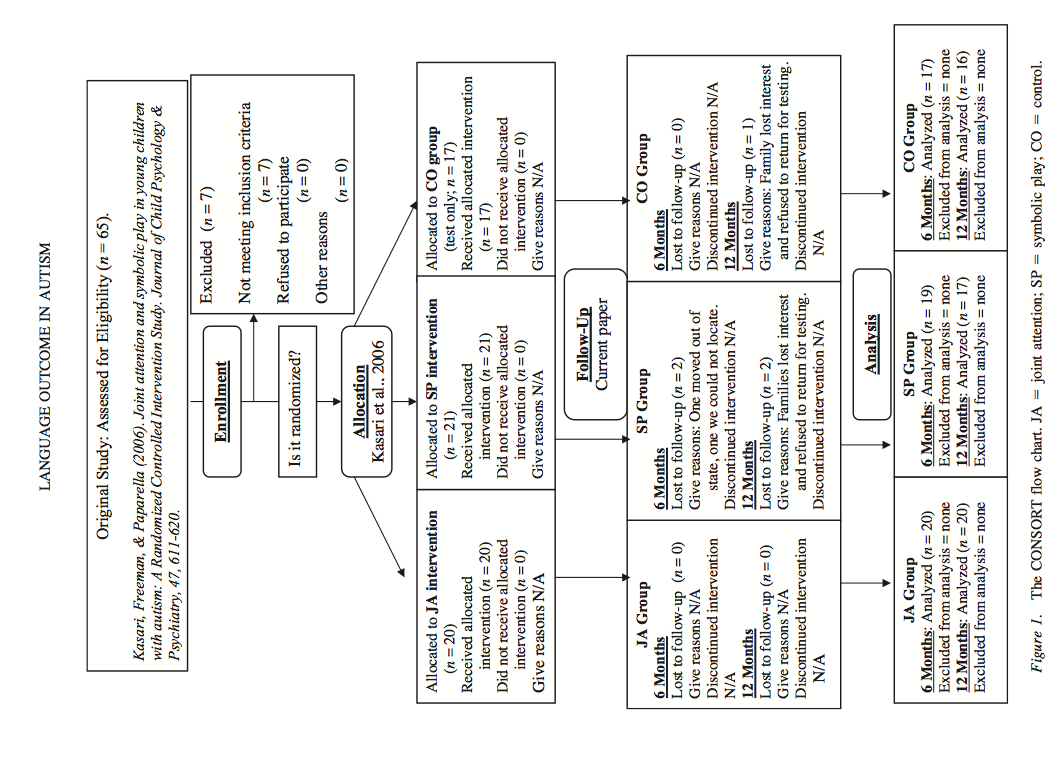 LANGUAGE OUTCOME IN AUTISM
Original Study: Assessed for Eligibility (n = 65).
Kasari, Freeman, & Paparella (2006). Joint attention and symbolic play in young children
with autism: A Randomized Controlled Intervention Study. Journal of Child Psychology &
Psychiatry, 47, 611-620.
Enrollment
Excluded (n = 7)
Not meeting inclusion criteria
(n = 7)
Refused to participate
(n = 0)
Other reasons
(n = 0)
Is it randomized?
Allocation
Kasari et al.. 2006
Allocated to JA intervention
(n = 20)
Received allocated
intervention (n = 20)
Did not receive allocated
intervention (n = 0)
Give reasons N/A
Allocated to SP intervention
(n = 21)
Received allocated
intervention (n = 21)
Did not receive allocated
intervention (n = 0)
Give reasons N/A
Allocated to CO group
(test only; n = 17)
Received allocated intervention
(n = 17)
Did not receive allocated
intervention (n = 0)
Give reasons N/A
Follow-Up
Current paper
JA Group
6 Months
Lost to follow-up (n = 0)
Give reasons N/A
Discontinued intervention
N/A
12 Months
Lost to follow-up (n = 0)
Give reasons N/A
Discontinued intervention
N/A
SP Group
6 Months
Lost to follow-up (n = 2)
Give reasons: One moved out of
state, one we could not locate.
Discontinued intervention N/A
12 Months
Lost to follow-up (n = 2)
Give reasons: Families lost interest
and refused to return for testing.
Discontinued intervention N/A
CO Group
6 Months
Lost to follow-up (n = 0)
Give reasons N/A
Discontinued intervention N/A
12 Months
Lost to follow-up (n = 1)
Give reasons: Family lost interest
and refused to return for testing.
Discontinued intervention
N/A
Analysis
JA Group
6 Months: Analyzed (n = 20)
Excluded from analysis = none
12 Months: Analyzed (n = 20)
Excluded from analysis = none
SP Group
6 Months: Analyzed (n = 19)
Excluded from analysis = none
12 Months: Analyzed (n = 17)
Excluded from analysis = none
CO Group
6 Months: Analyzed (n = 17)
Excluded from analysis = none
12 Months: Analyzed (n = 16)
Excluded from analysis = none
Figure 1. The CONSORT flow chart. JA = joint attention; SP = symbolic play; CO = control.